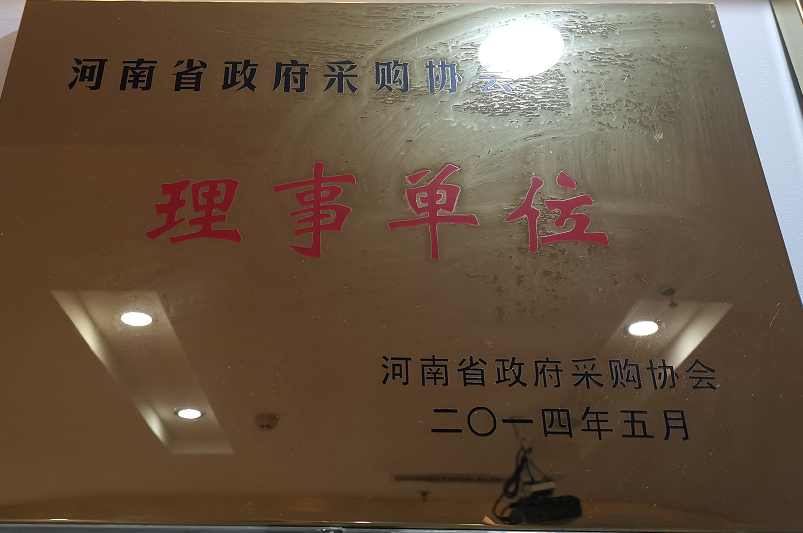 河南省政府采购协会
理事单位
河南省政府采购协会
二〇一四年五月